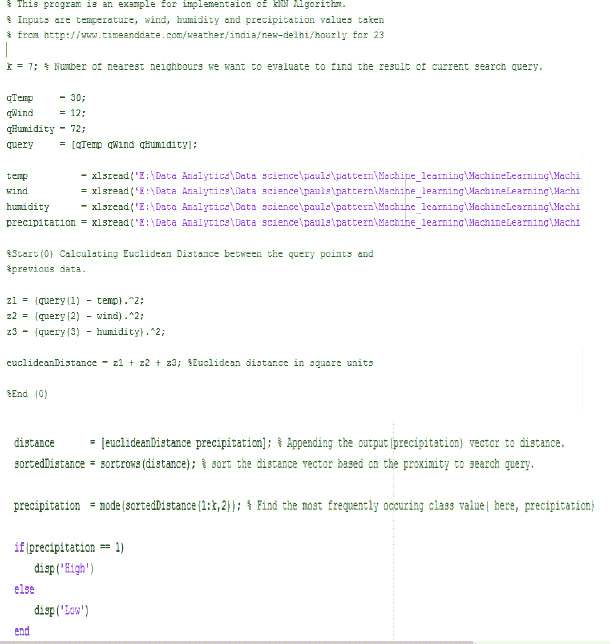 % This program is an example for implementaion of kNN Algorithm.
% Inputs are temperature, wind, humidity and precipitation values taken
% from http://www.timeanddate.com/weather/india/new-delhi/hourly for 23
k = 7; % Number of nearest neighbours we want to evaluate to find the result of current search query.
qTemp = 30;
qWind = 12;
qHumidity = 72;
query = [qTemp qWind qHumidity];
temp = xlsread('E:\Data Analytics\Data science\pauls\pattern\Machine_learning\MachineLearning\Machi
wind = xlsread('E:\Data Analytics\Data science\pauls\pattern\Machine_learning\MachineLearning\Machi
humidity = xlsread('E:\Data Analytics\Data science\pauls\pattern\Machine_learning\MachineLearning\Machi
precipitation = xlsread('E:\Data Analytics\Data science\pauls\pattern\Machine_learning\MachineLearning\Machi
%Start(0) Calculating Euclidean Distance between the query points and
%previous data.
z1 = (query(1) - temp).^2;
z2 = (query(2) - wind).^2;
z3 = (query(3) - humidity).^2;
euclideanDistance = z1 + z2 + z3; %Euclidean distance in square units
%End (0)
distance = [euclideanDistance precipitation]; % Appending the output(precipitation) vector to distance.
sortedDistance = sortrows(distance); % sort the distance vector based on the proximity to search query.
precipitation = mode(sortedDistance(1:k,2)); % Find the most frequently occuring class value( here, precipitation)
if(precipitation == 1)
disp('High')
else
disp('Low')
end